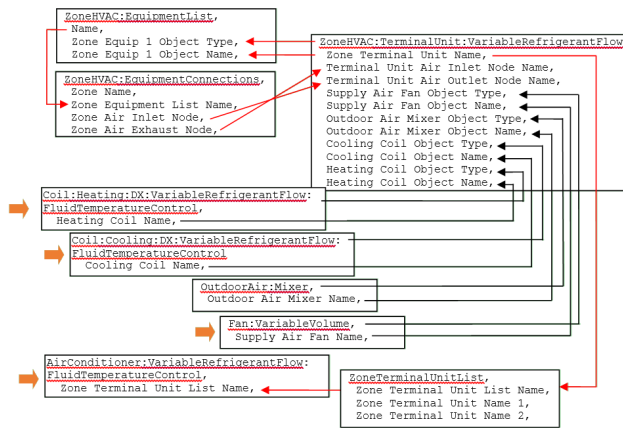 ZoneHVAC:EquipmentList,
Name,
Zone Equip 1 Object Type,
Zone Equip 1 Object Name,
ZoneHVAC:EquipmentConnections,
Zone Name,
Zone Equipment List Name,
Zone Air Inlet Node,
Zone Air Exhaust Node,
ZoneHVAC:TerminalUnit:VariableRefrigerantFlow
Zone Terminal Unit Name,
Terminal Unit Air Inlet Node Name,
Terminal Unit Air Outlet Node Name,
Supply Air Fan Object Type,
Supply Air Fan Object Name,
Outdoor Air Mixer Object Type,
Outdoor Air Mixer Object Name,
Cooling Coil Object Type,
Cooling Coil Object Name,
Heating Coil Object Type,
Heating Coil Object Name,
Coil:Heating:DX:VariableRefrigerantFlow:
FluidTemperatureControl,
Heating Coil Name,
Coil:Cooling:DX:VariableRefrigerantFlow:
FluidTemperatureControl
Cooling Coil Name,
OutdoorAir:Mixer,
Outdoor Air Mixer Name,
Fan:VariableVolume,
Supply Air Fan Name,
AirConditioner:VariableRefrigerantFlow:
FluidTemperatureControl,
Zone Terminal Unit List Name,
ZoneTerminalUnitList,
Zone Terminal Unit List Name,
Zone Terminal Unit Name 1,
Zone Terminal Unit Name 2,